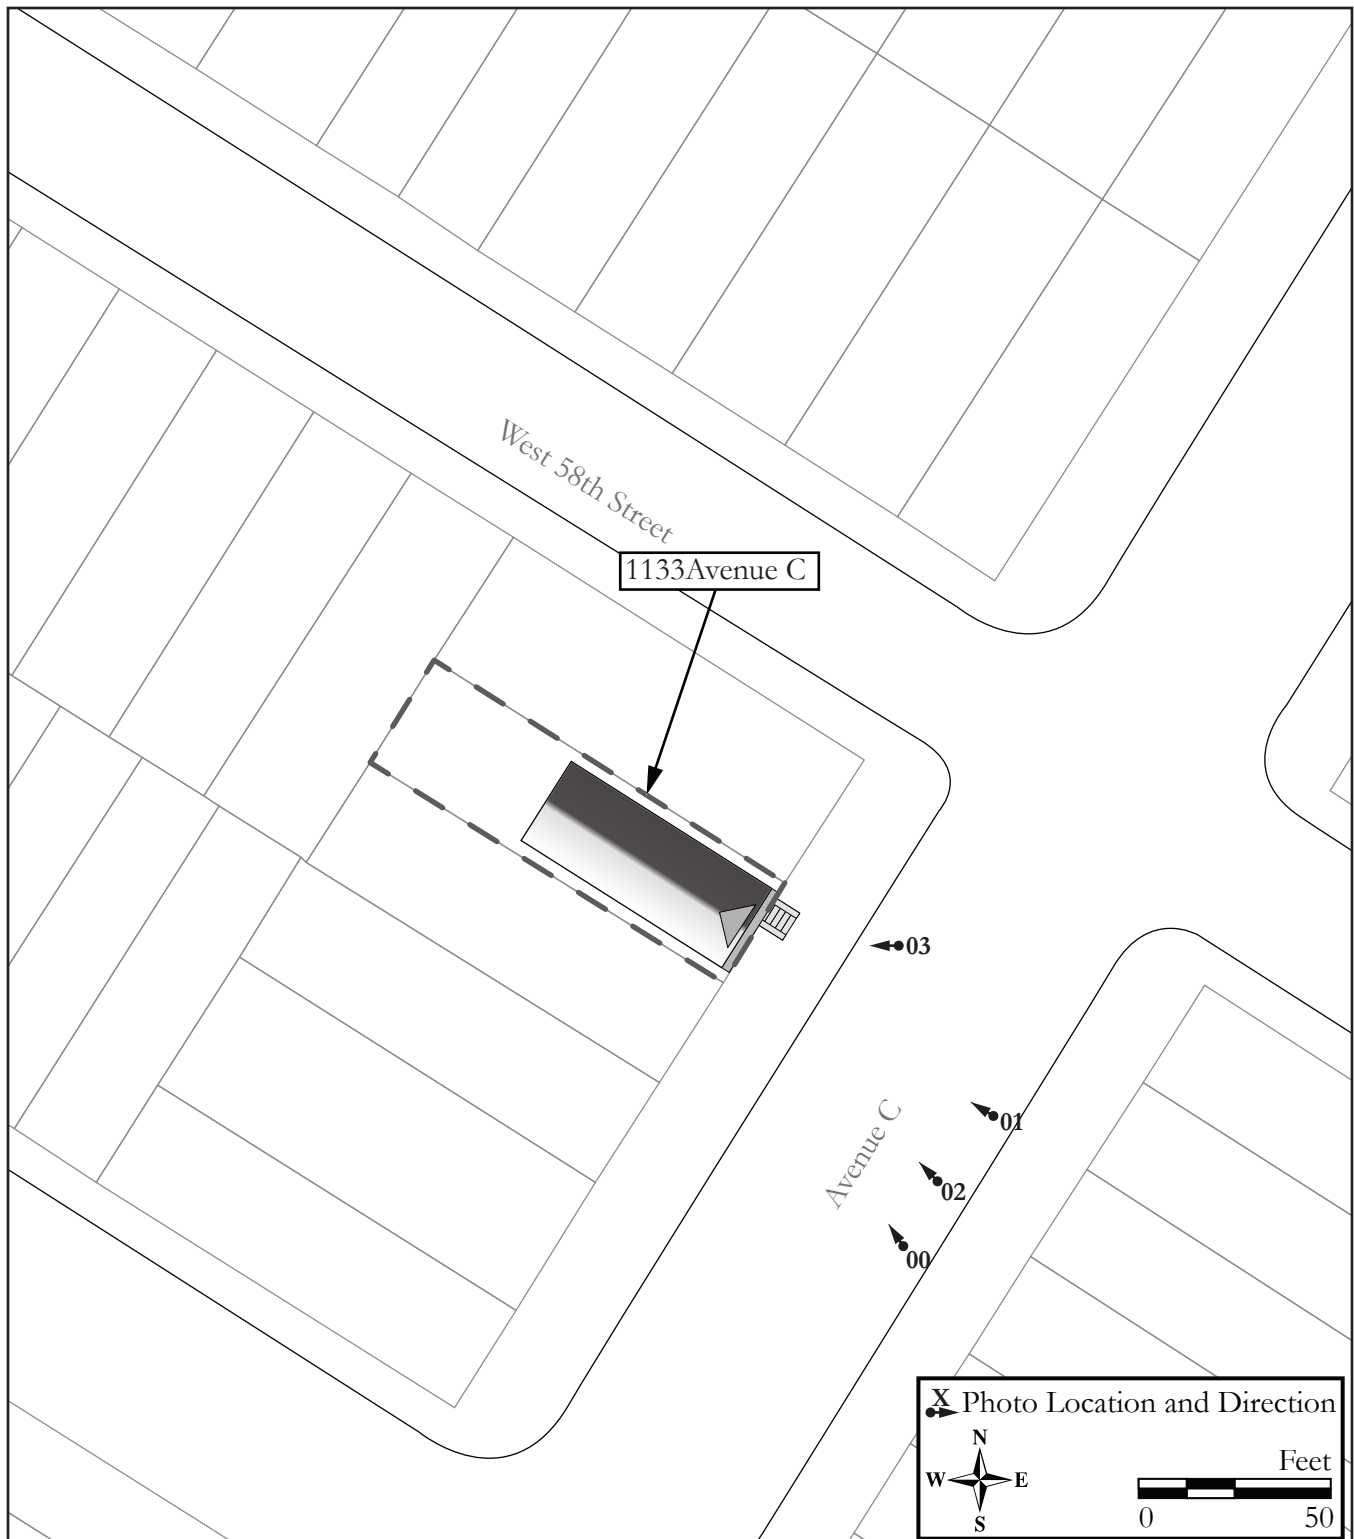 West 58th Street
1133Avenue C
03
01
Avenue C
02
00
X
Photo Location and Direction
N
Feet
W E
0 50
S